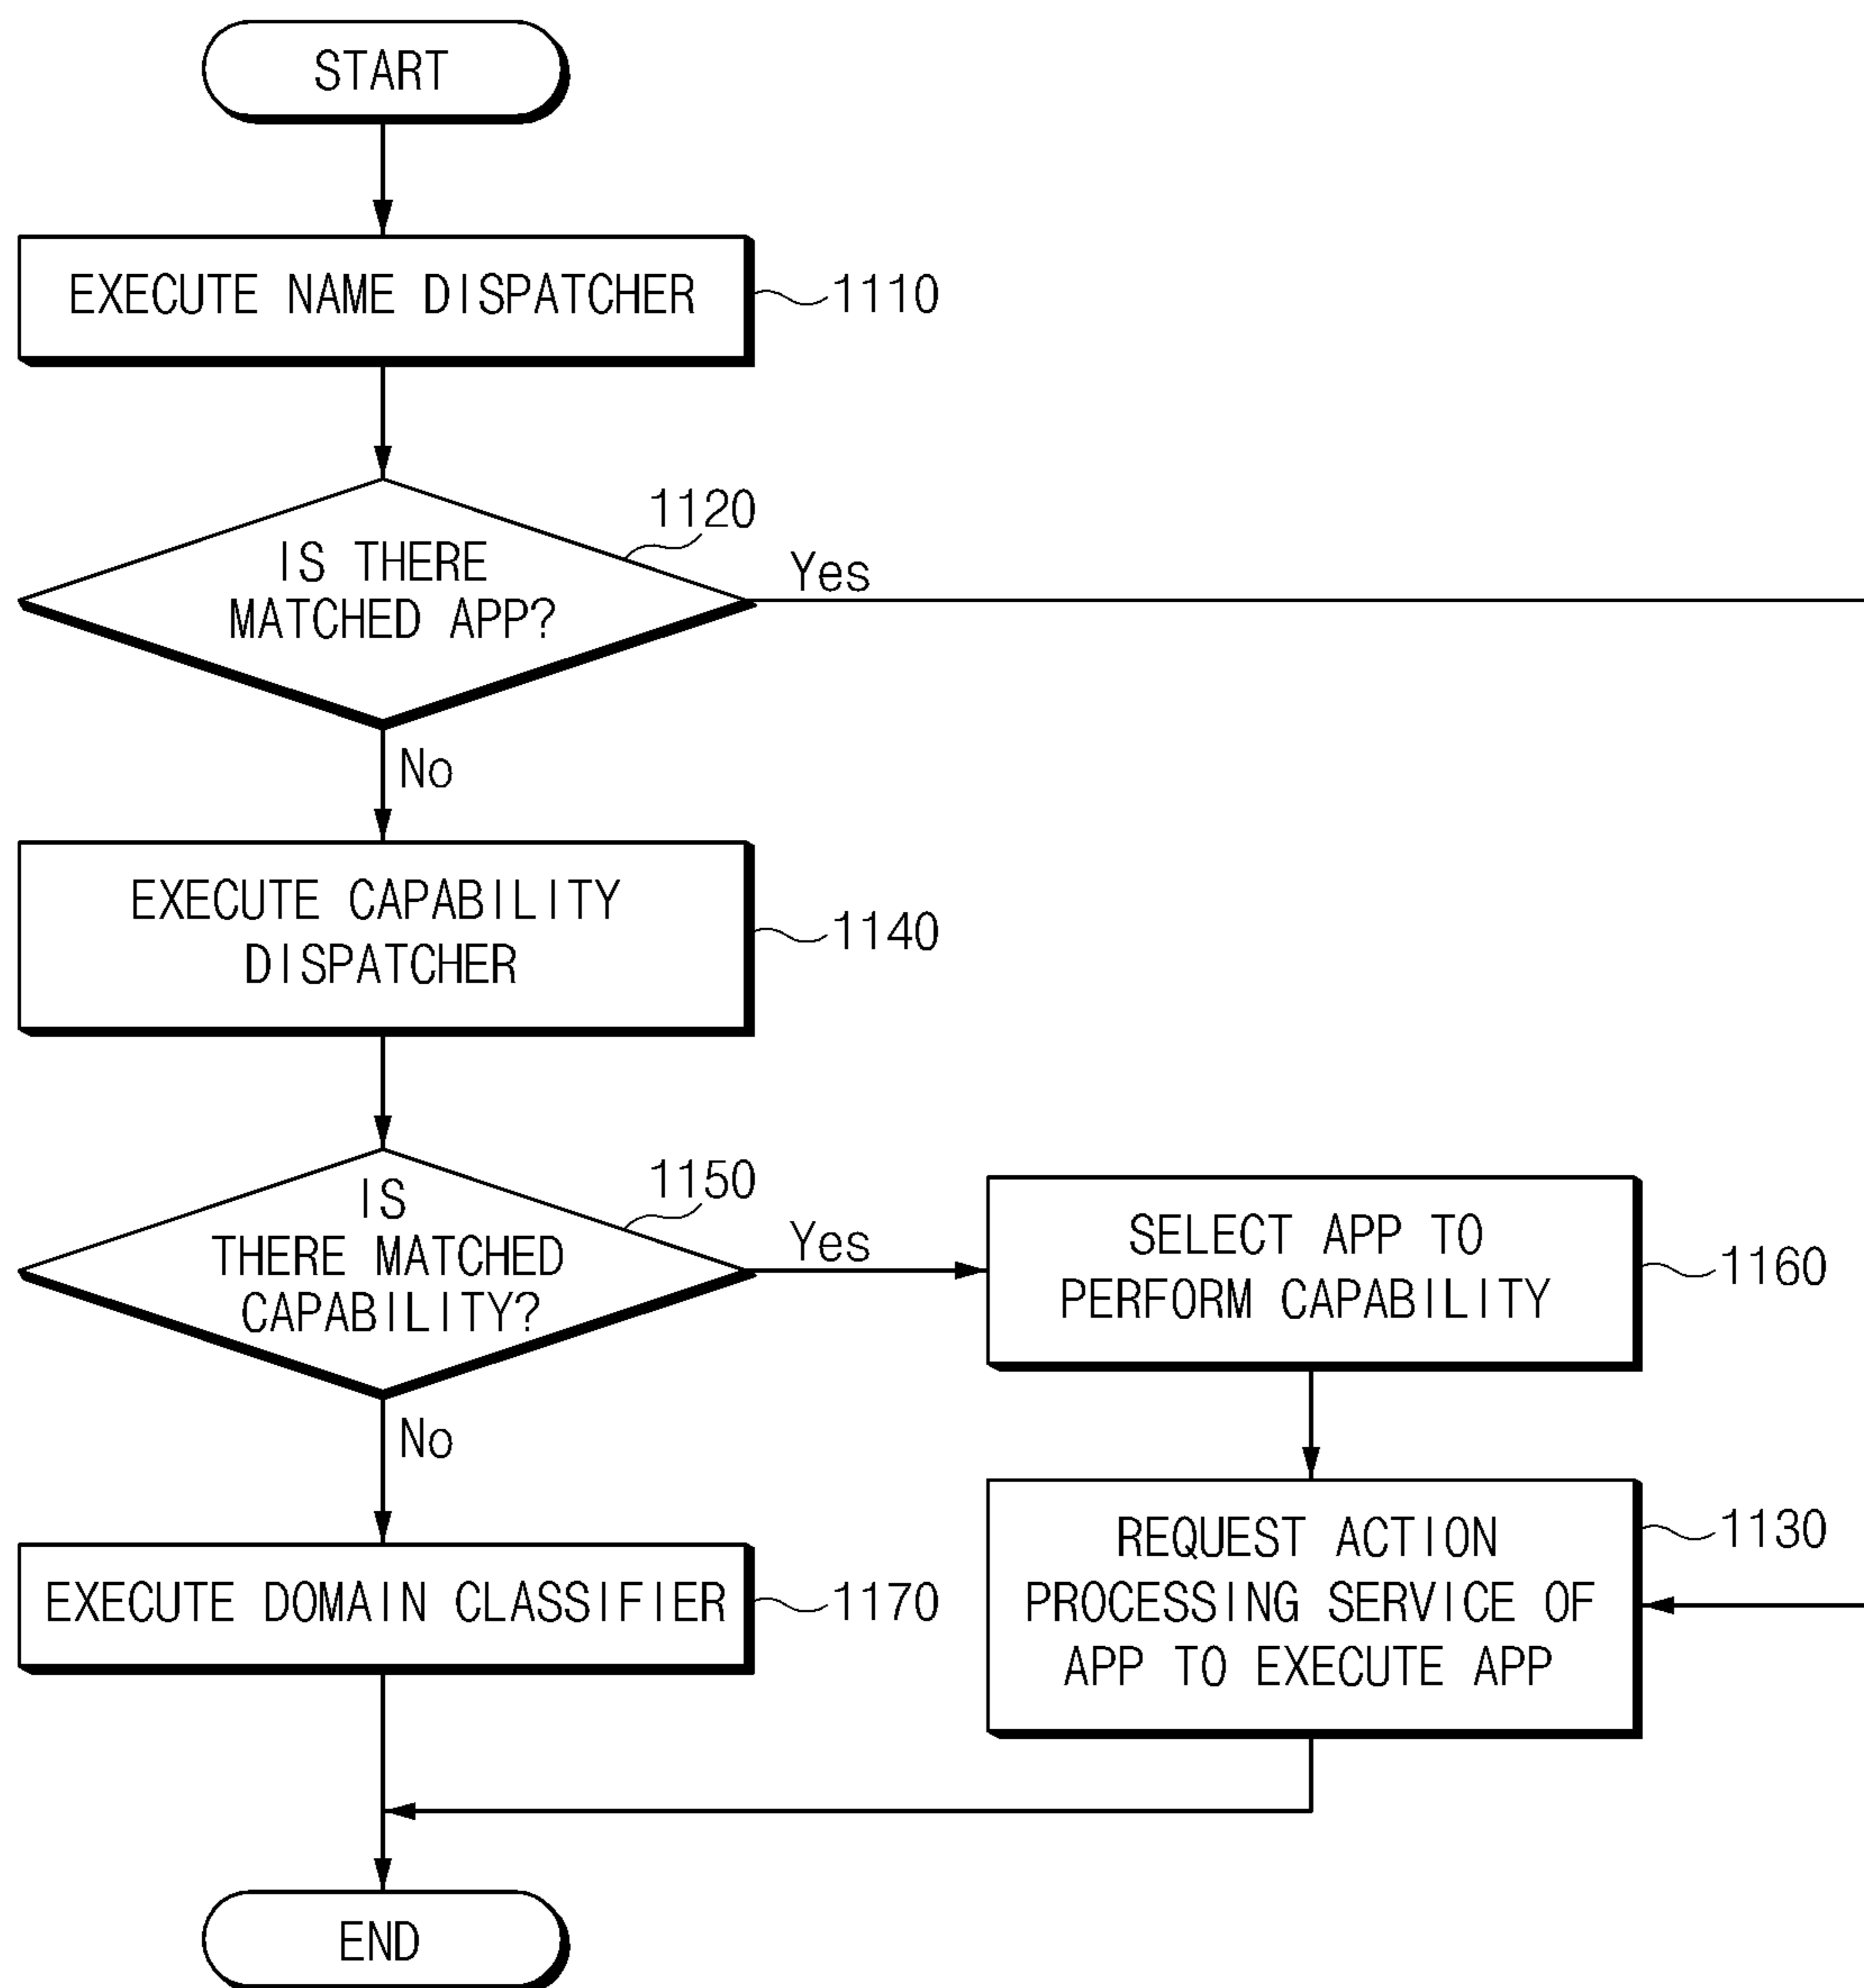 START
EXECUTE NAME DISPATCHER
1110
1120
IS THERE
MATCHED APP?
Yes
No
EXECUTE CAPABILITY
DISPATCHER
1140
1150
IS
THERE MATCHED
CAPABILITY?
Yes
No
SELECT APP TO
PERFORM CAPABILITY
1160
REQUEST ACTION
PROCESSING SERVICE OF
APP TO EXECUTE APP
1130
EXECUTE DOMAIN CLASSIFIER
1170
END